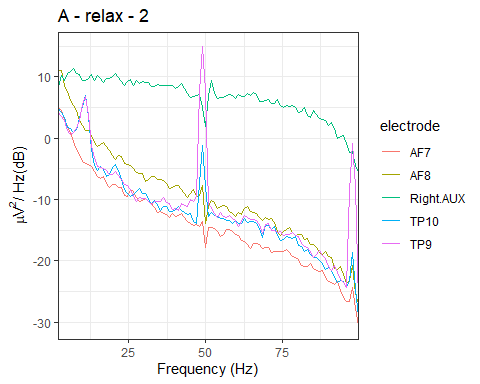 A - relax - 2
μV²/ Hz(dB)
10
0
-10
-20
-30
25
50
75
Frequency (Hz)
electrode
AF7
AF8
Right.AUX
TP10
TP9